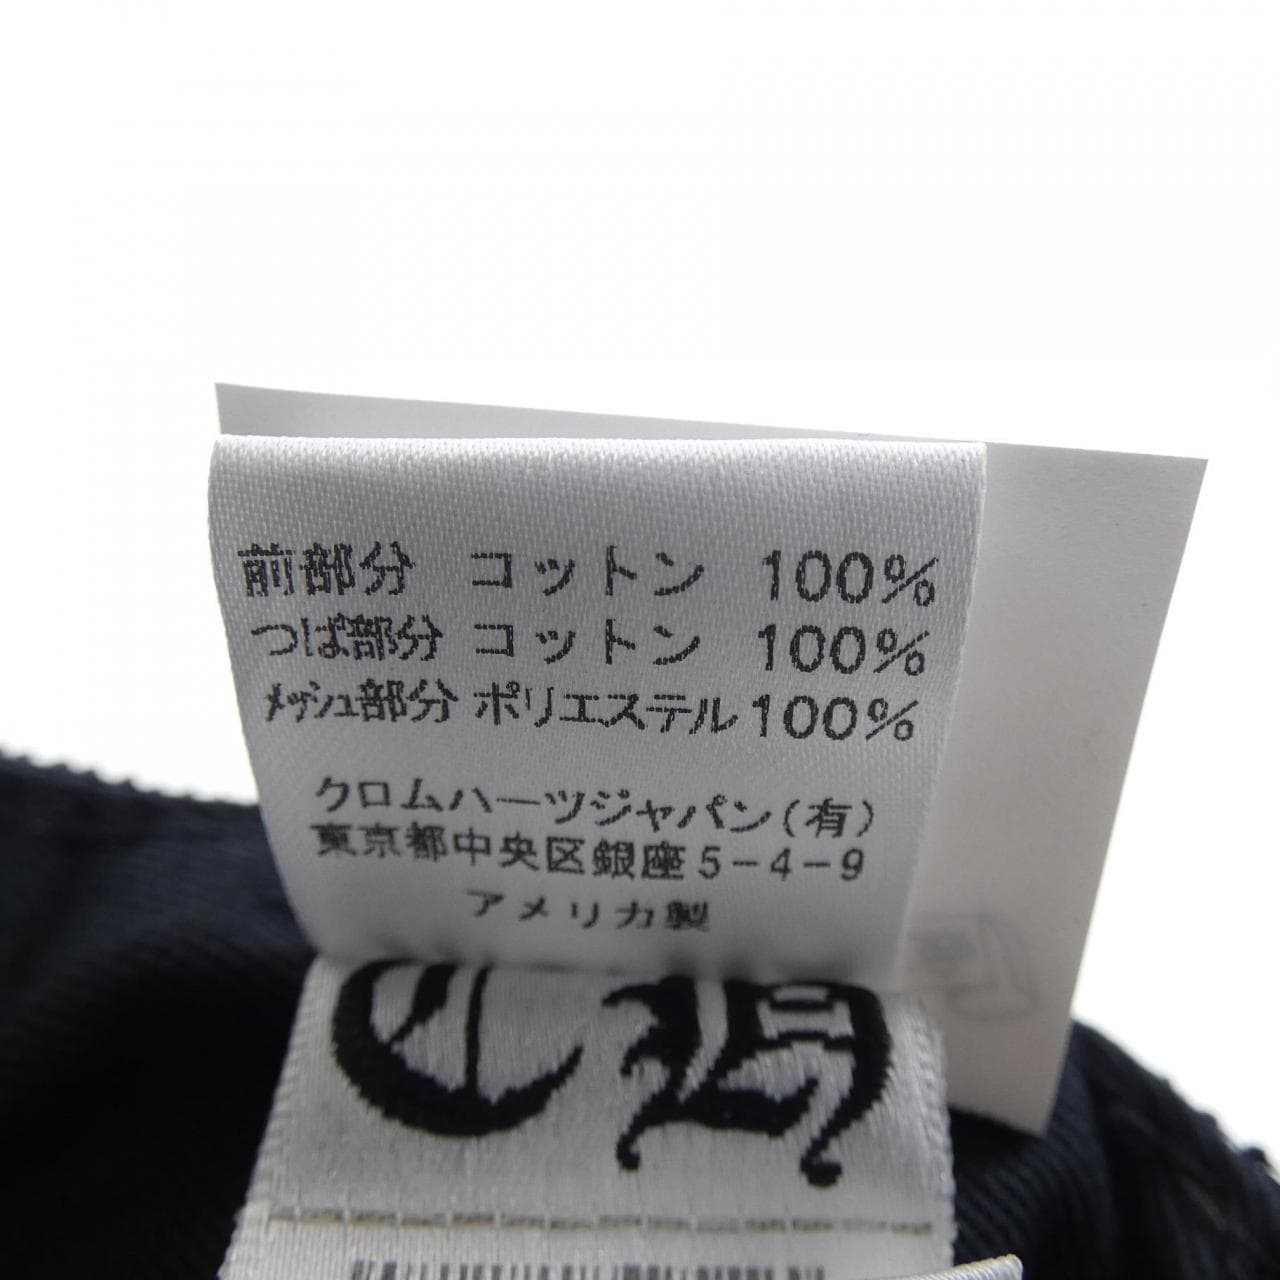 前部分 コットン 100%
つば部分 コットン 100%
メッシュ部分 ポリエステル100%
クロムハーツジャパン(有)
東京都中央区銀座5-4-9
アメリカ製
CH